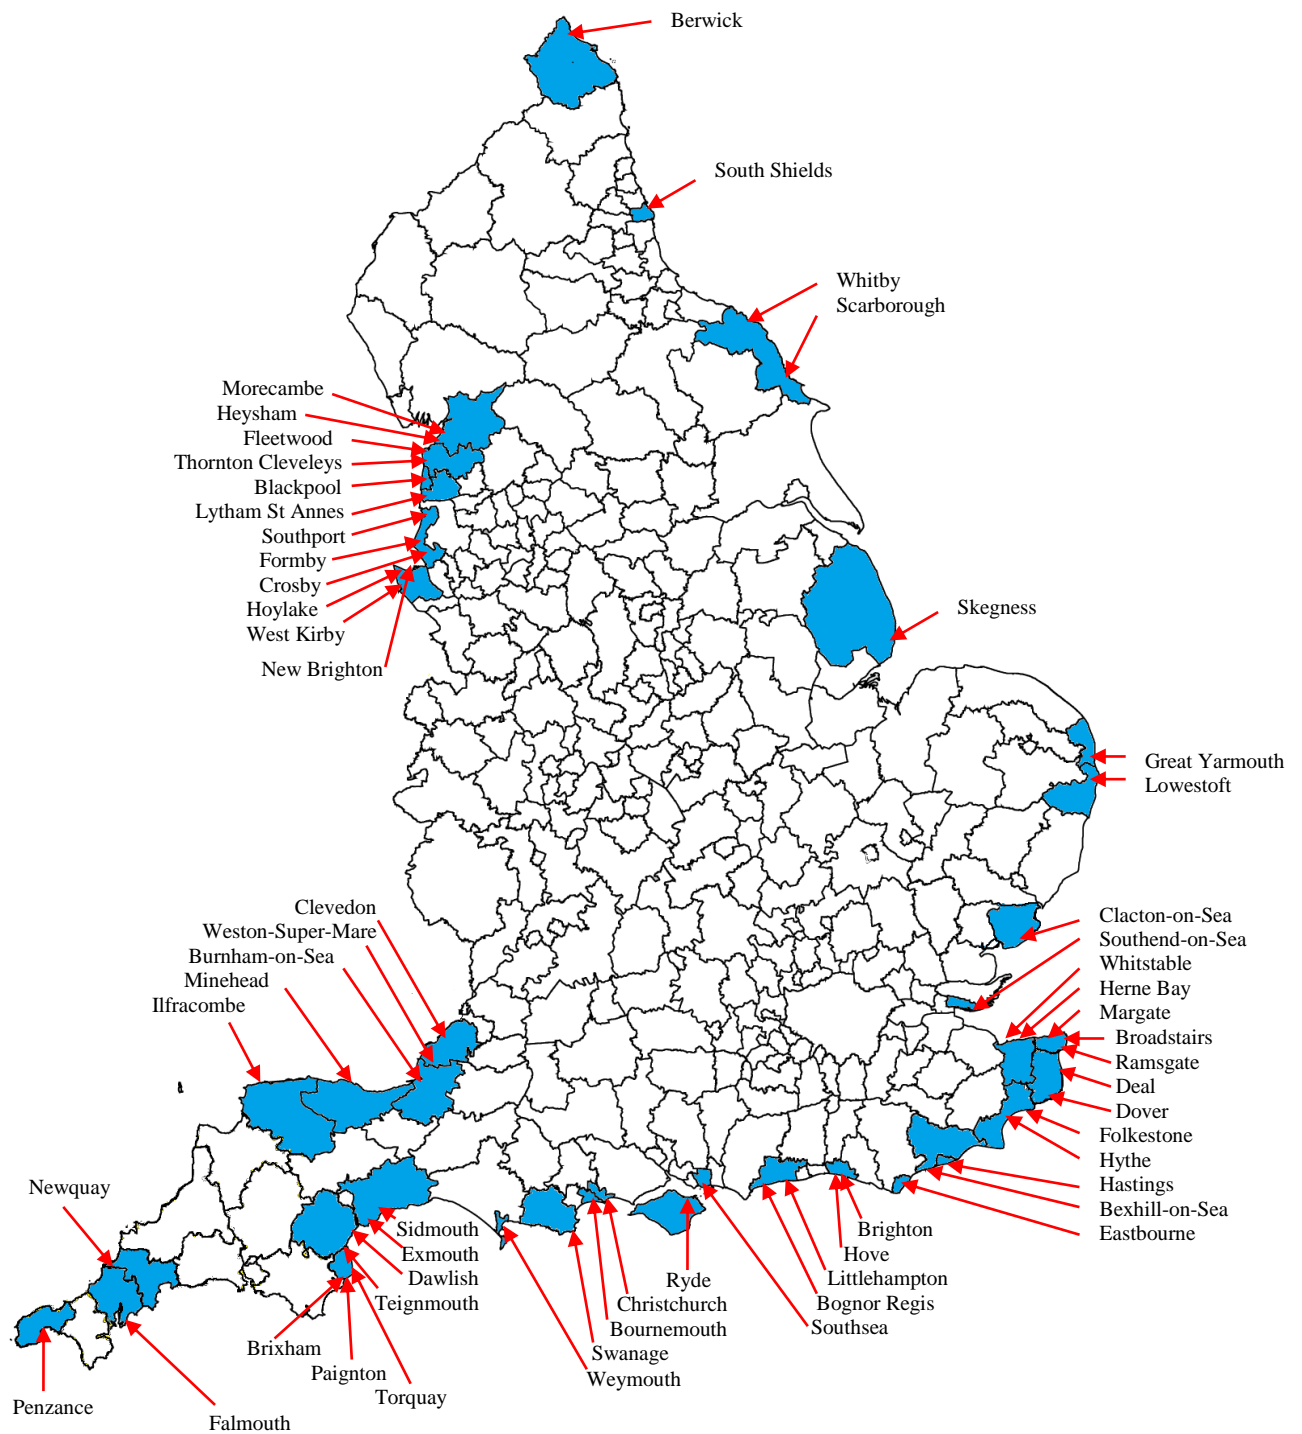 Berwick
South Shields
Whitby
Scarborough
Morecambe
Heysham
Fleetwood
Thornton Cleveleys
Blackpool
Lytham St Annes
Southport
Formby
Crosby
Hoylake
West Kirby
New Brighton
Skegness
Great Yarmouth
Lowestoft
Clevedon
Weston-Super-Mare
Burnham-on-Sea
Minehead
Ilfracombe
Clacton-on-Sea
Southend-on-Sea
Whitstable
Herne Bay
Margate
Broadstairs
Ramsgate
Deal
Dover
Folkestone
Hythe
Hastings
Bexhill-on-Sea
Eastbourne
Newquay
Sidmouth
Exmouth
Dawlish
Teignmouth
Brixham
Paignton
Torquay
Penzance
Falmouth
Brighton
Hove
Littlehampton
Bognor Regis
Southsea
Ryde
Christchurch
Bournemouth
Swanage
Weymouth